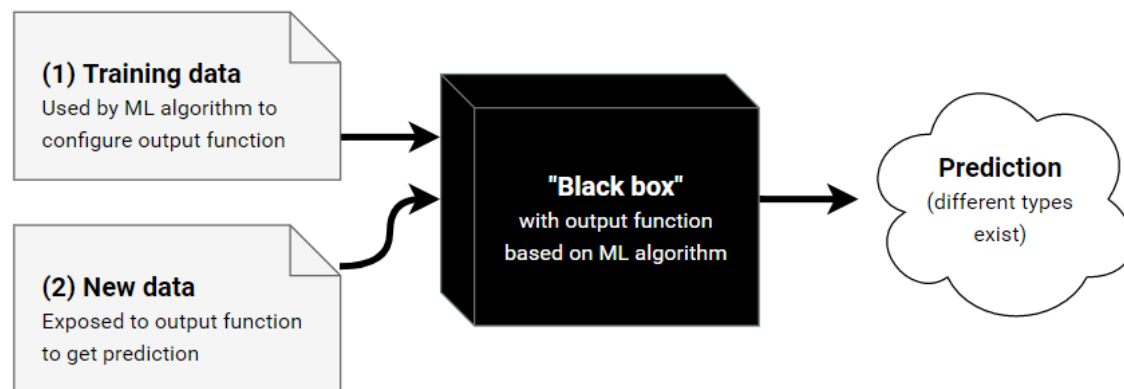 (1) Training data
Used by ML algorithm to
configure output function
(2) New data
Exposed to output function
to get prediction
"Black box"
with output function
based on ML algorithm
Prediction
(different types
exist)